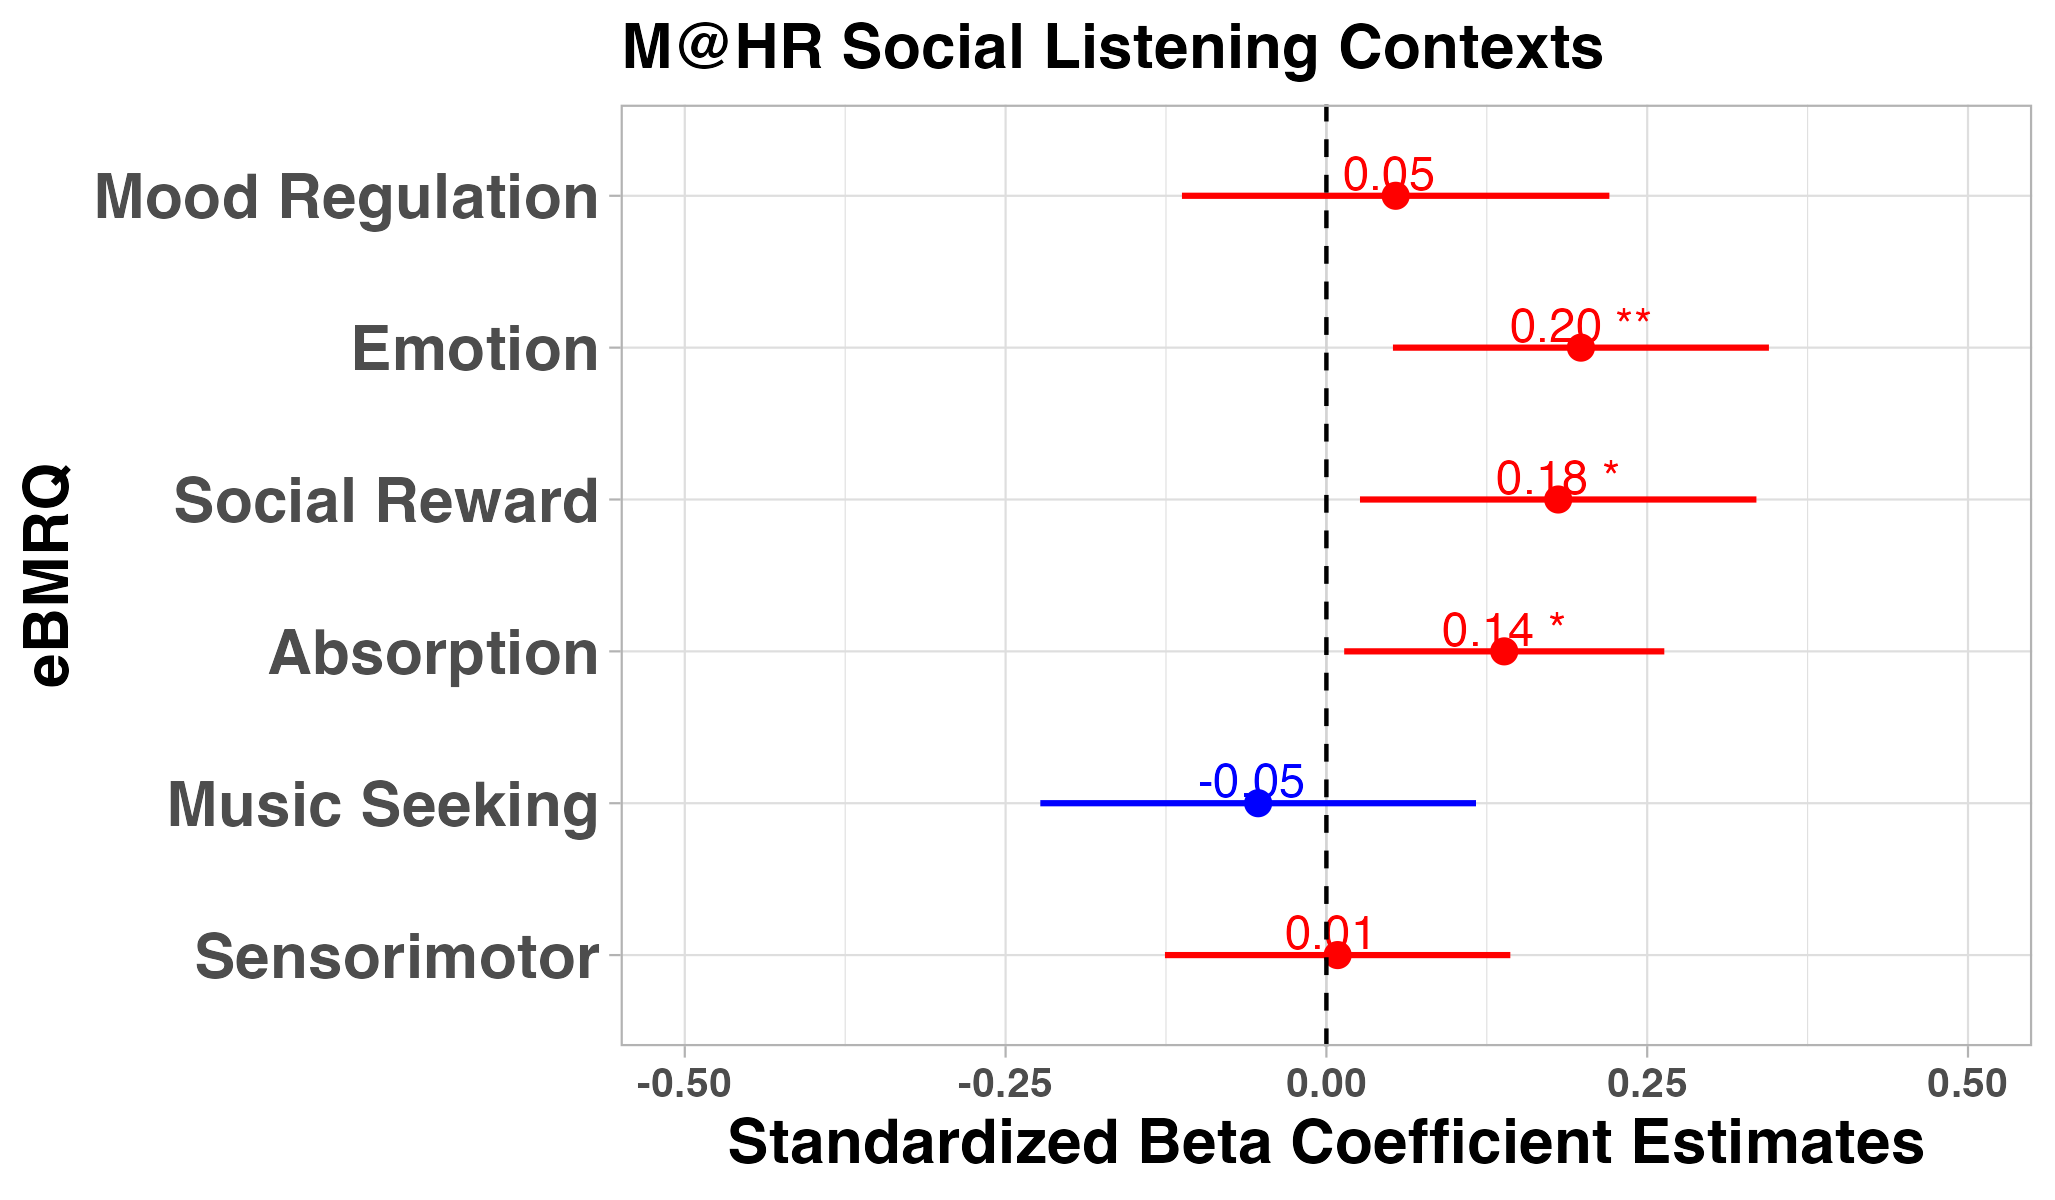 M@HR Social Listening Contexts
eBMRQ
Mood Regulation
0.05
Emotion
0.20 **
Social Reward
0.18 *
Absorption
0.14 *
Music Seeking
-0.05
Sensorimotor
0.01
-0.50 -0.25 0.00 0.25 0.50
Standardized Beta Coefficient Estimates